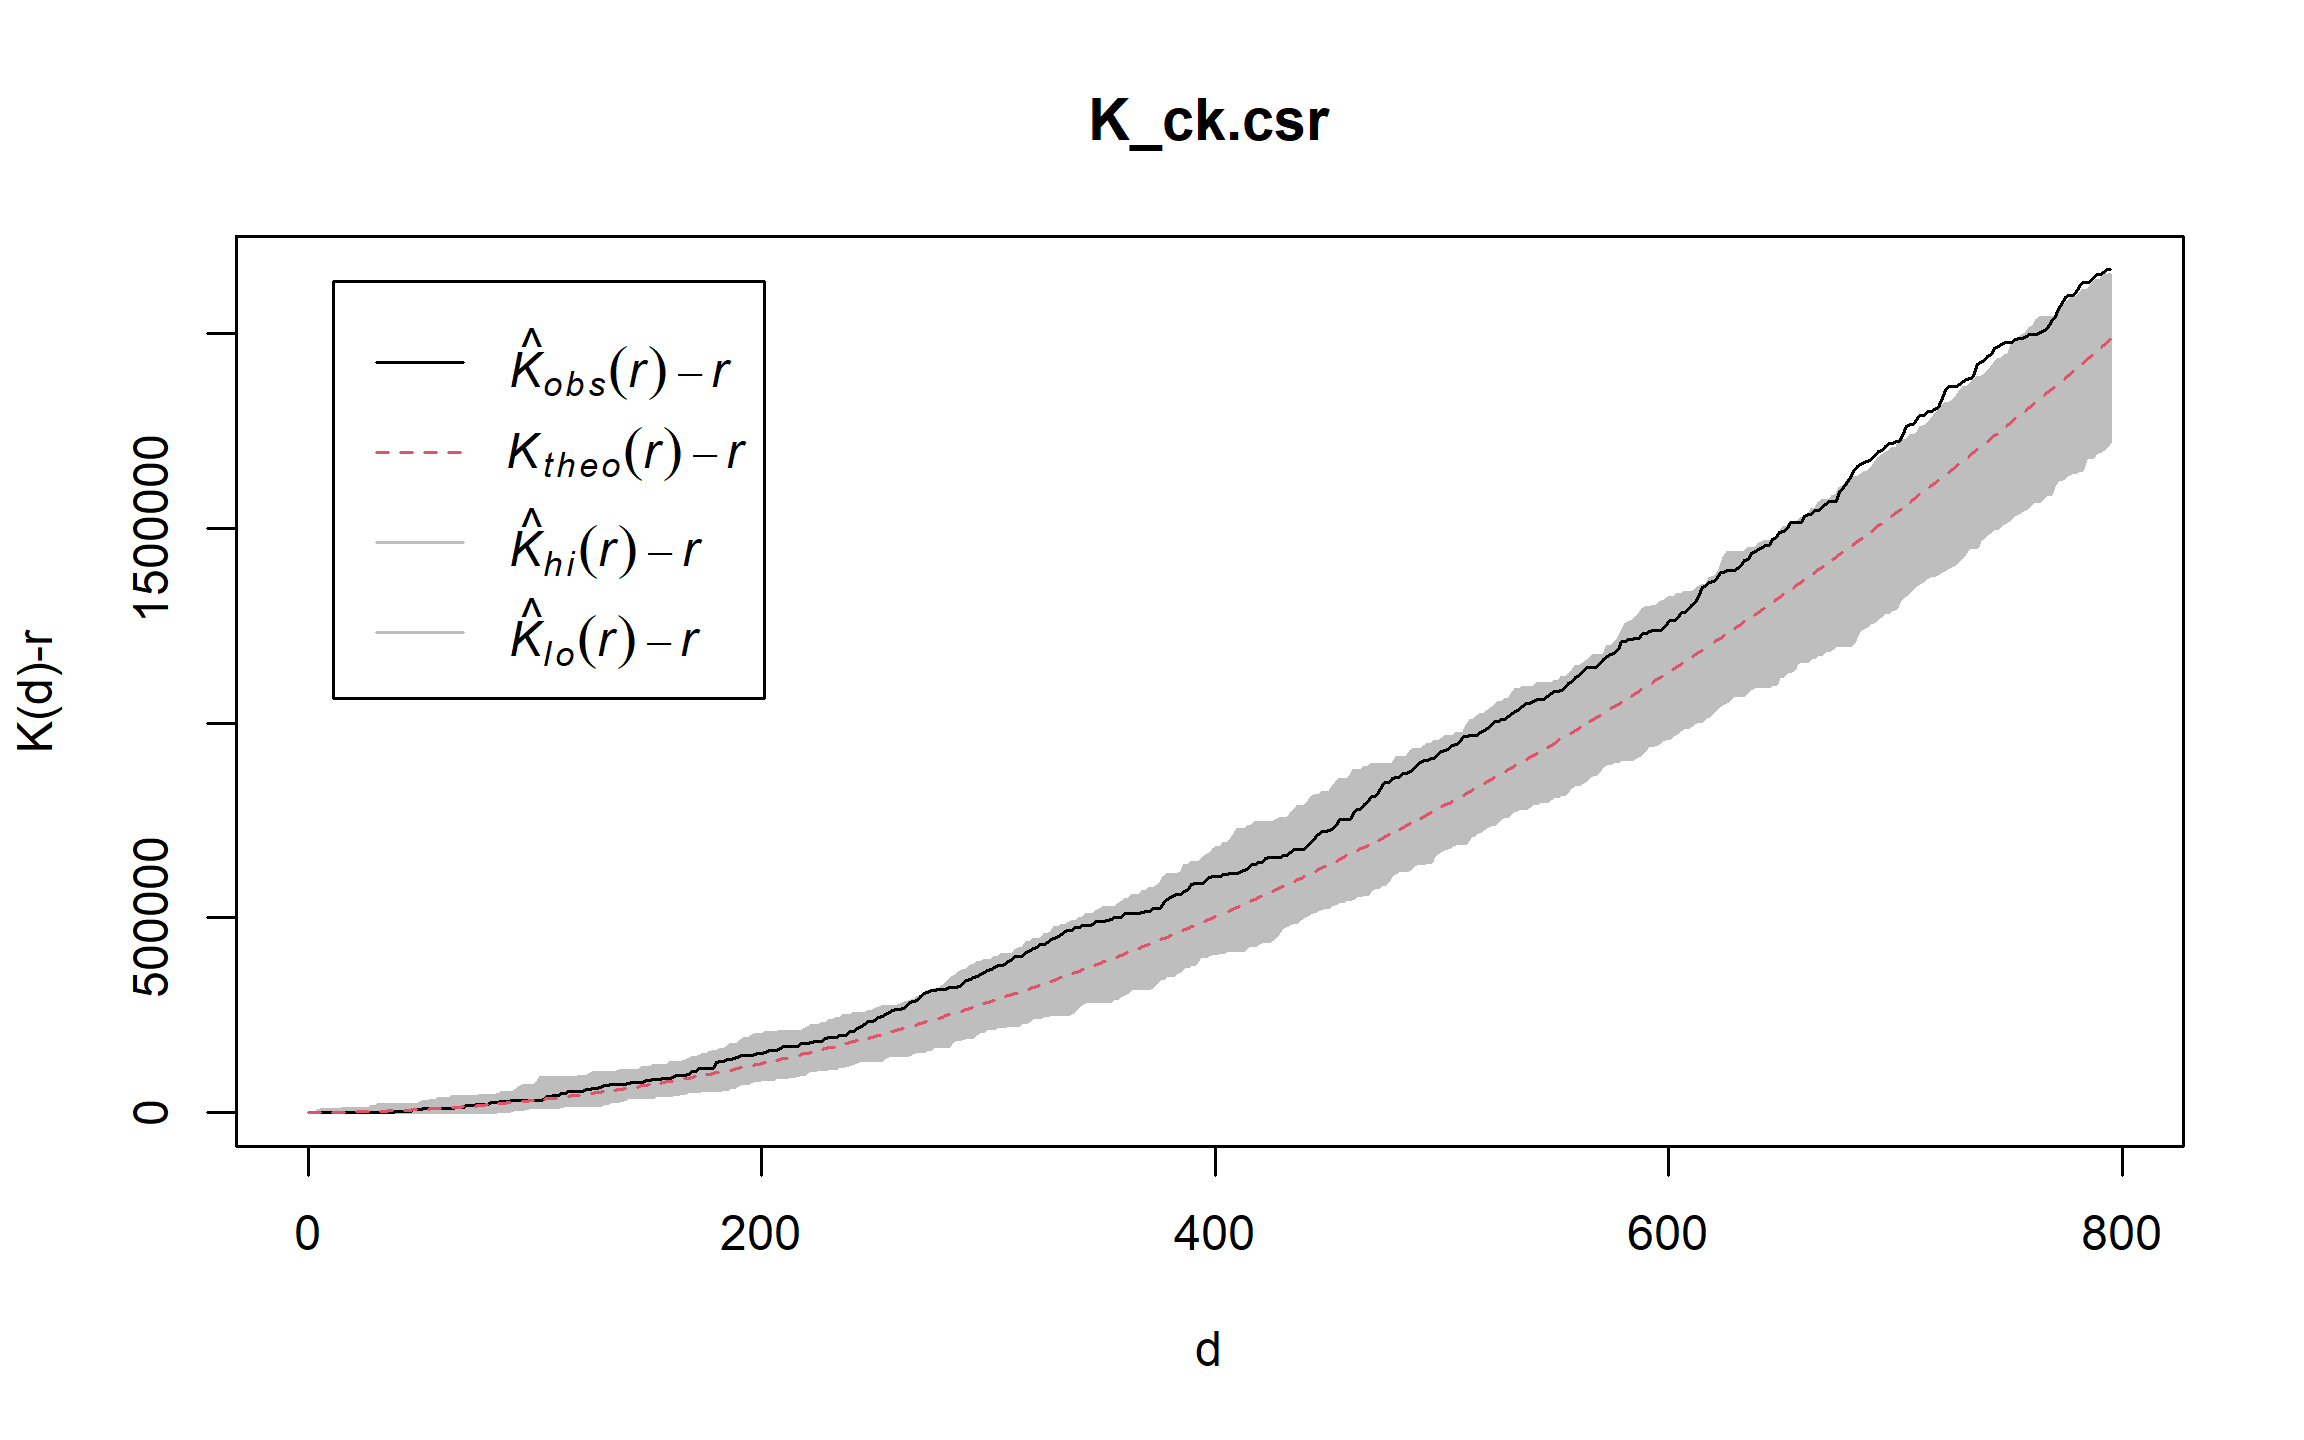 K_ck.csr
K̂obs(r) − r
Ktheo(r) − r
K̂hi(r) − r
K̂lo(r) − r
K(d)-r
1500000
500000
0
0 200 400 600 800
d